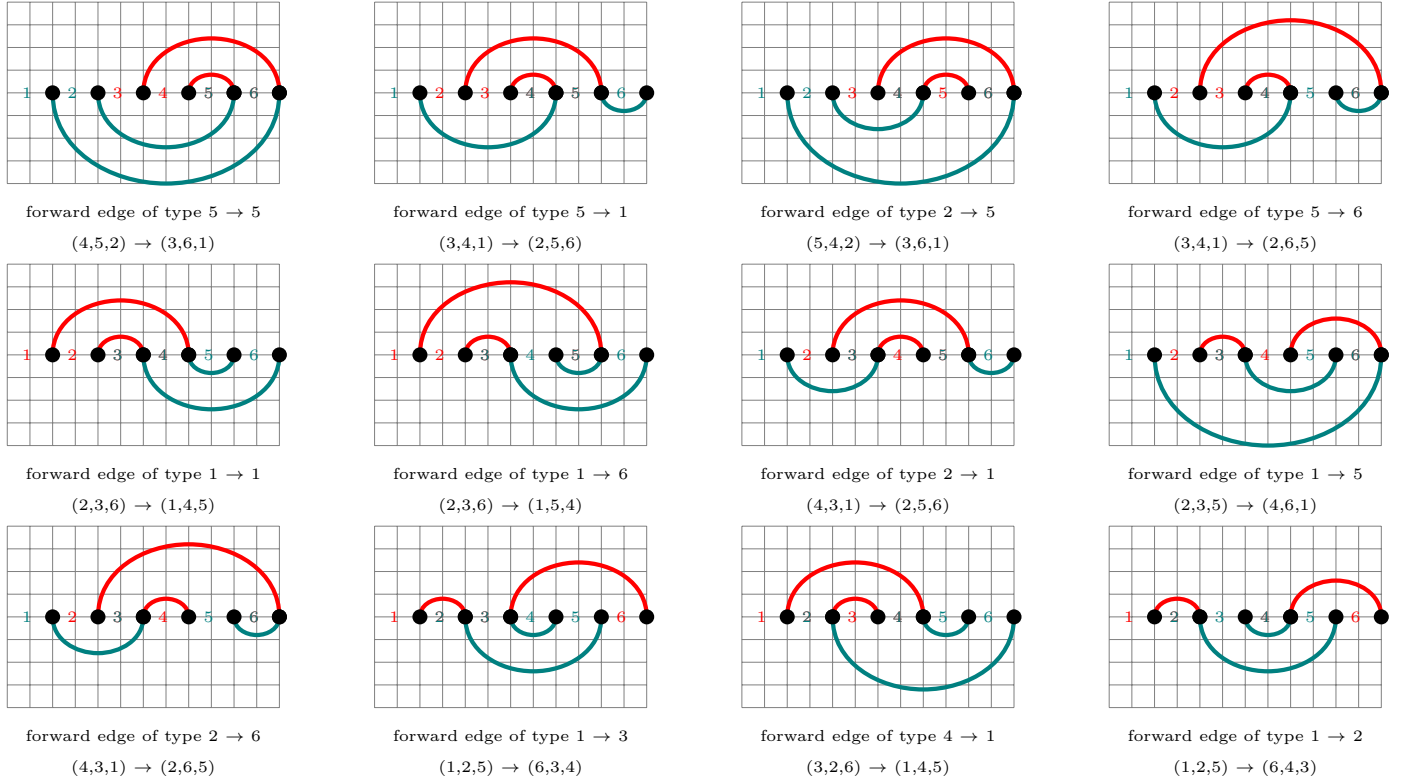 1 2 3 4 5 6 1 2 3 4 5 6 1 2 3 4 5 6 1 2 3 4 5 6
forward edge of type 5 → 5 forward edge of type 5 → 1 forward edge of type 2 → 5 forward edge of type 5 → 6
(4,5,2) → (3,6,1) (3,4,1) → (2,5,6) (5,4,2) → (3,6,1) (3,4,1) → (2,6,5)
1 2 3 4 5 6 1 2 3 4 5 6 1 2 3 4 5 6 1 2 3 4 5 6
forward edge of type 1 → 1 forward edge of type 1 → 6 forward edge of type 2 → 1 forward edge of type 1 → 5
(2,3,6) → (1,4,5) (2,3,6) → (1,5,4) (4,3,1) → (2,5,6) (2,3,5) → (4,6,1)
1 2 3 4 5 6 1 2 3 4 5 6 1 2 3 4 5 6 1 2 3 4 5 6
forward edge of type 2 → 6 forward edge of type 1 → 3 forward edge of type 4 → 1 forward edge of type 1 → 2
(4,3,1) → (2,6,5) (1,2,5) → (6,3,4) (3,2,6) → (1,4,5) (1,2,5) → (6,4,3)